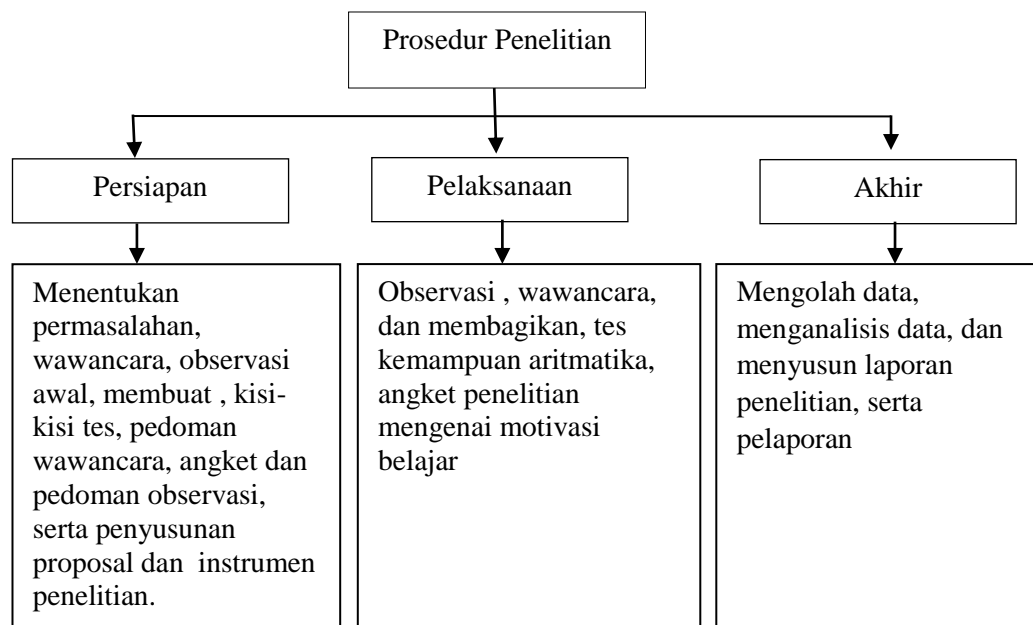 Prosedur Penelitian
Persiapan
Pelaksanaan
Akhir
Menentukan
permasalahan,
wawancara, observasi
awal, membuat , kisi-
kisi tes, pedoman
wawancara, angket dan
pedoman observasi,
serta penyusunan
proposal dan instrumen
penelitian.
Observasi , wawancara,
dan membagikan, tes
kemampuan aritmatika,
angket penelitian
mengenai motivasi
belajar
Mengolah data,
menganalisis data, dan
menyusun laporan
penelitian, serta
pelaporan